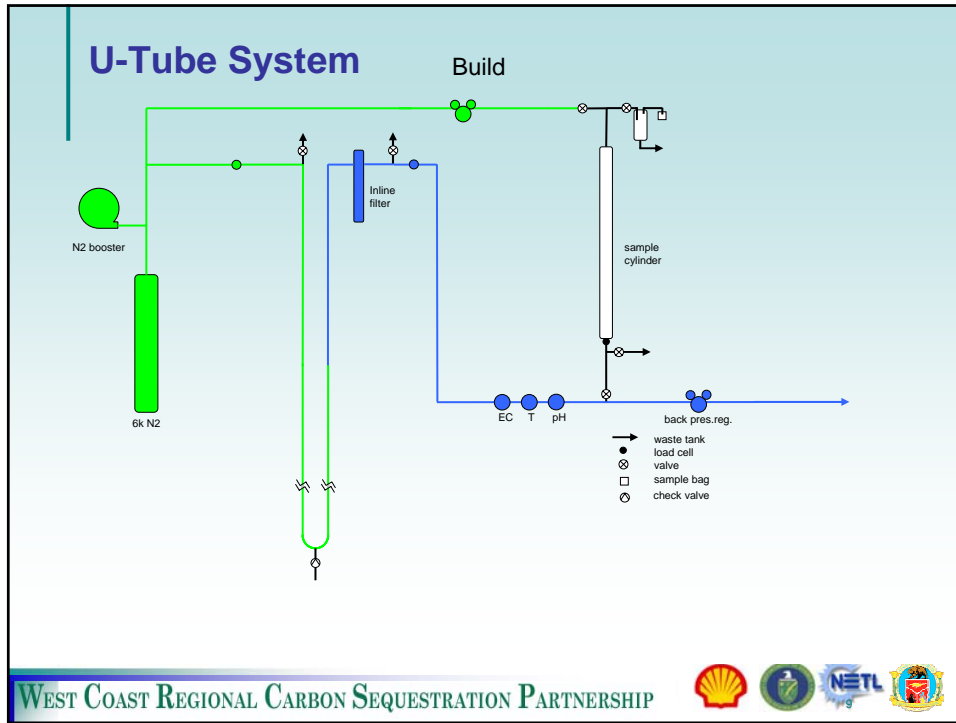 U-Tube System
Build
Inline
filter
N2 booster
sample
cylinder
6k N2
EC
T
pH
back pres.reg.
waste tank
load cell
valve
sample bag
check valve
WEST COAST REGIONAL CARBON SEQUESTRATION PARTNERSHIP
NETL
9